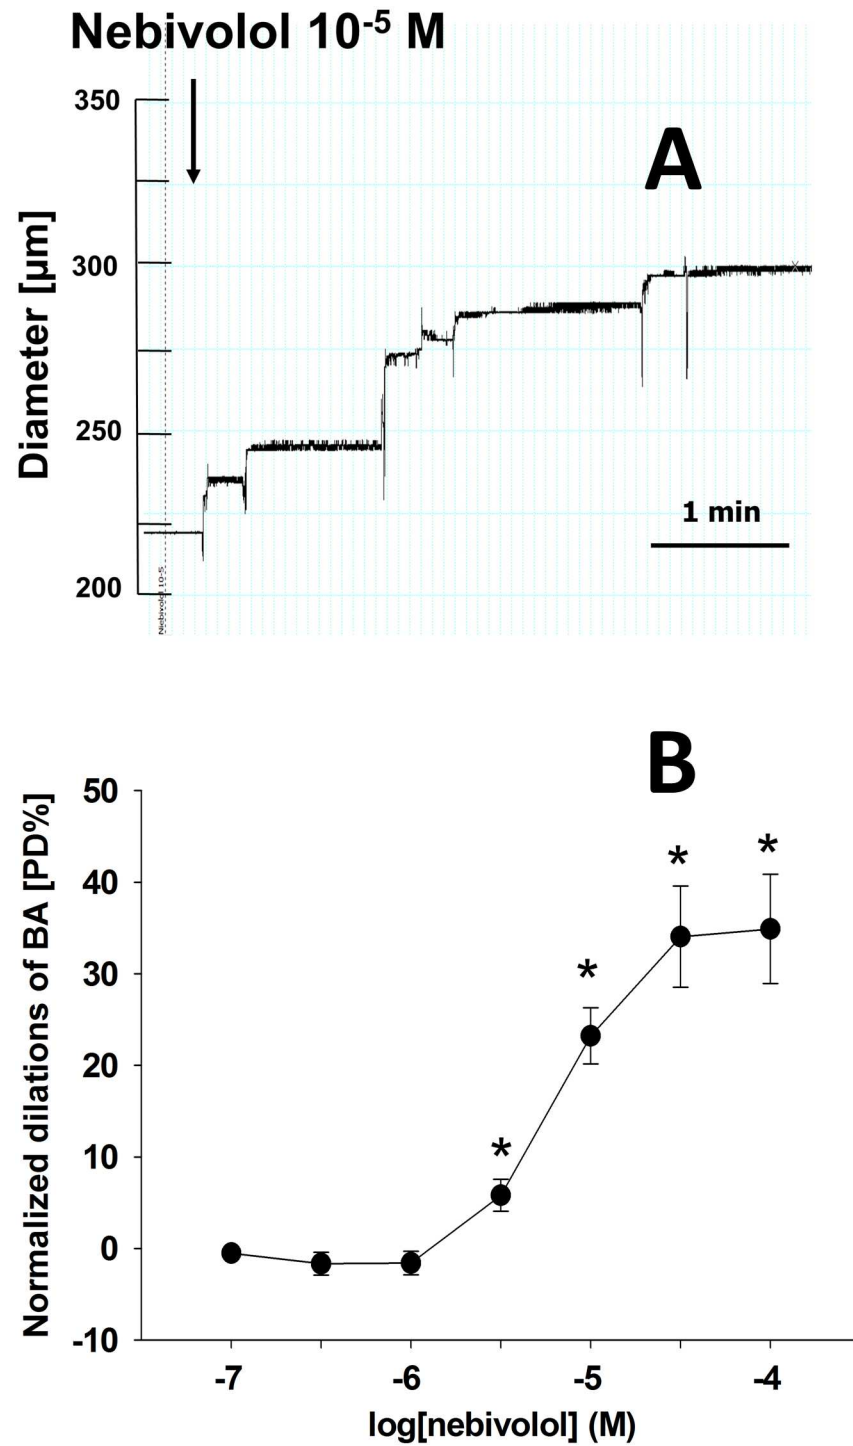 Nebivolol 10⁻⁵ M
350
A
300
Diameter [µm]
250
1 min
200
Nebivolol 10-5
B
50
40
30
20
10
0
-10
Normalized dilations of BA [PD%]
*
*
*
*
-7
-6
-5
-4
log[nebivolol] (M)